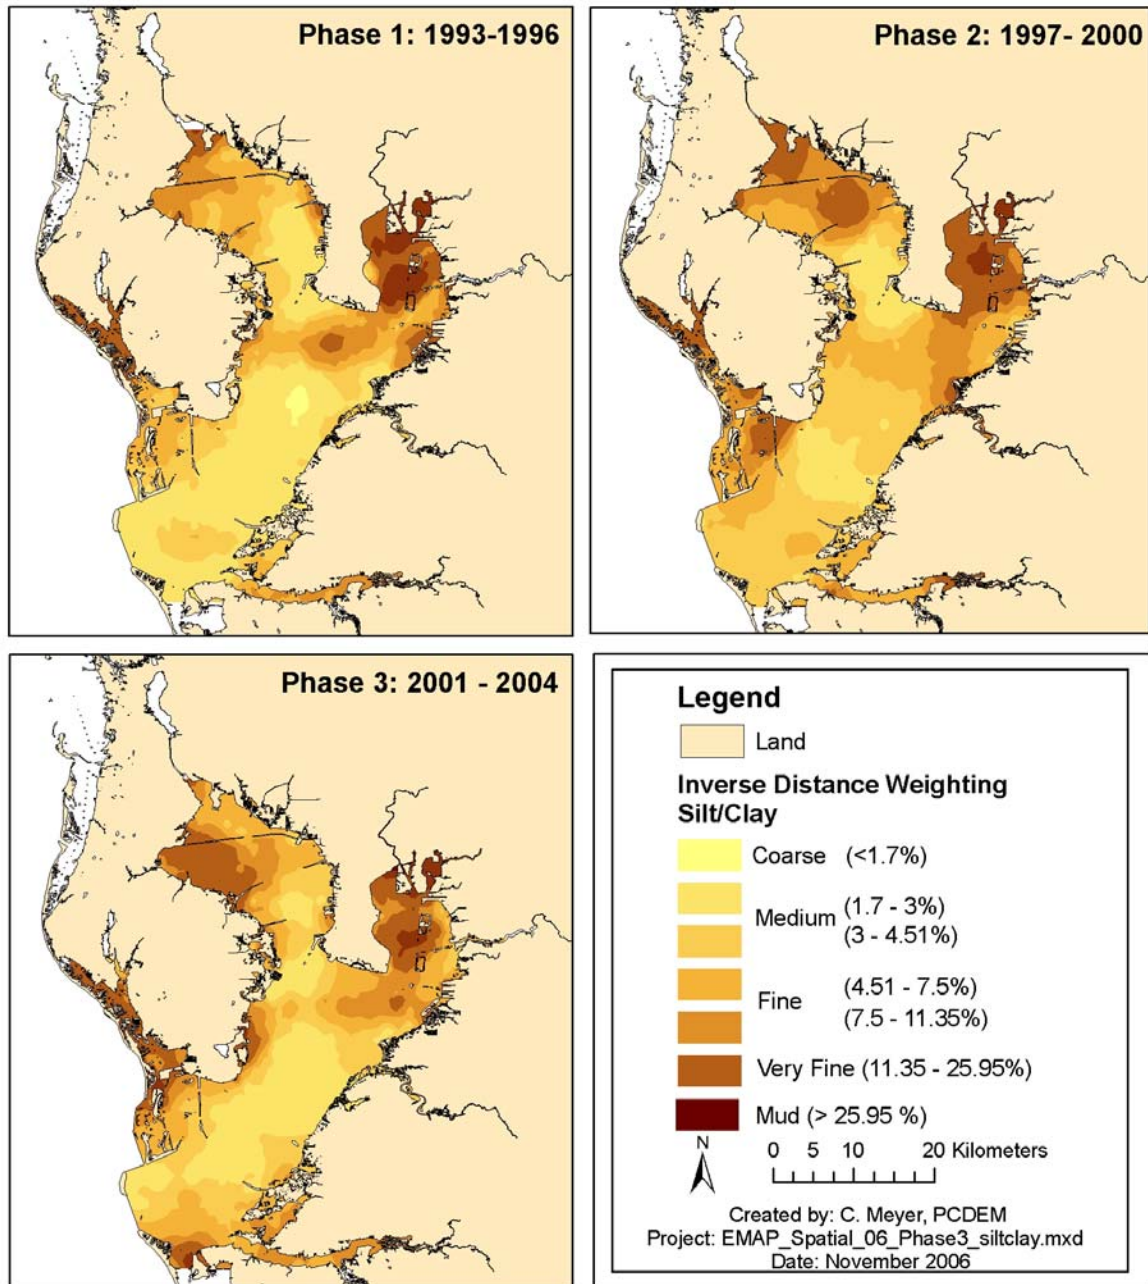 Phase 1: 1993-1996
Phase 2: 1997- 2000
Phase 3: 2001 - 2004
Legend
Land
Inverse Distance Weighting
Silt/Clay
Coarse (<1.7%)
Medium (1.7 - 3%)
(3 - 4.51%)
Fine (4.51 - 7.5%)
(7.5 - 11.35%)
Very Fine (11.35 - 25.95%)
Mud (> 25.95 %)
N
0 5 10 20 Kilometers
Created by: C. Meyer, PCDEM
Project: EMAP_Spatial_06_Phase3_siltclay.mxd
Date: November 2006